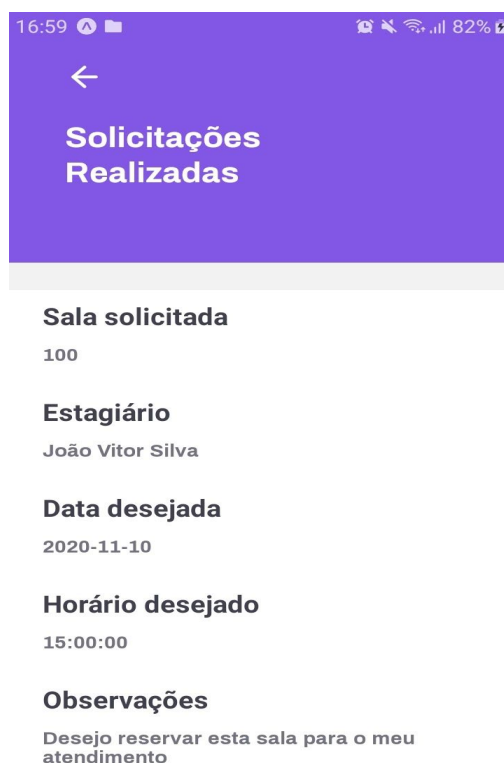 16:59 82%
Solicitações
Realizadas
Sala solicitada
100
Estagiário
João Vitor Silva
Data desejada
2020-11-10
Horário desejado
15:00:00
Observações
Desejo reservar esta sala para o meu
atendimento